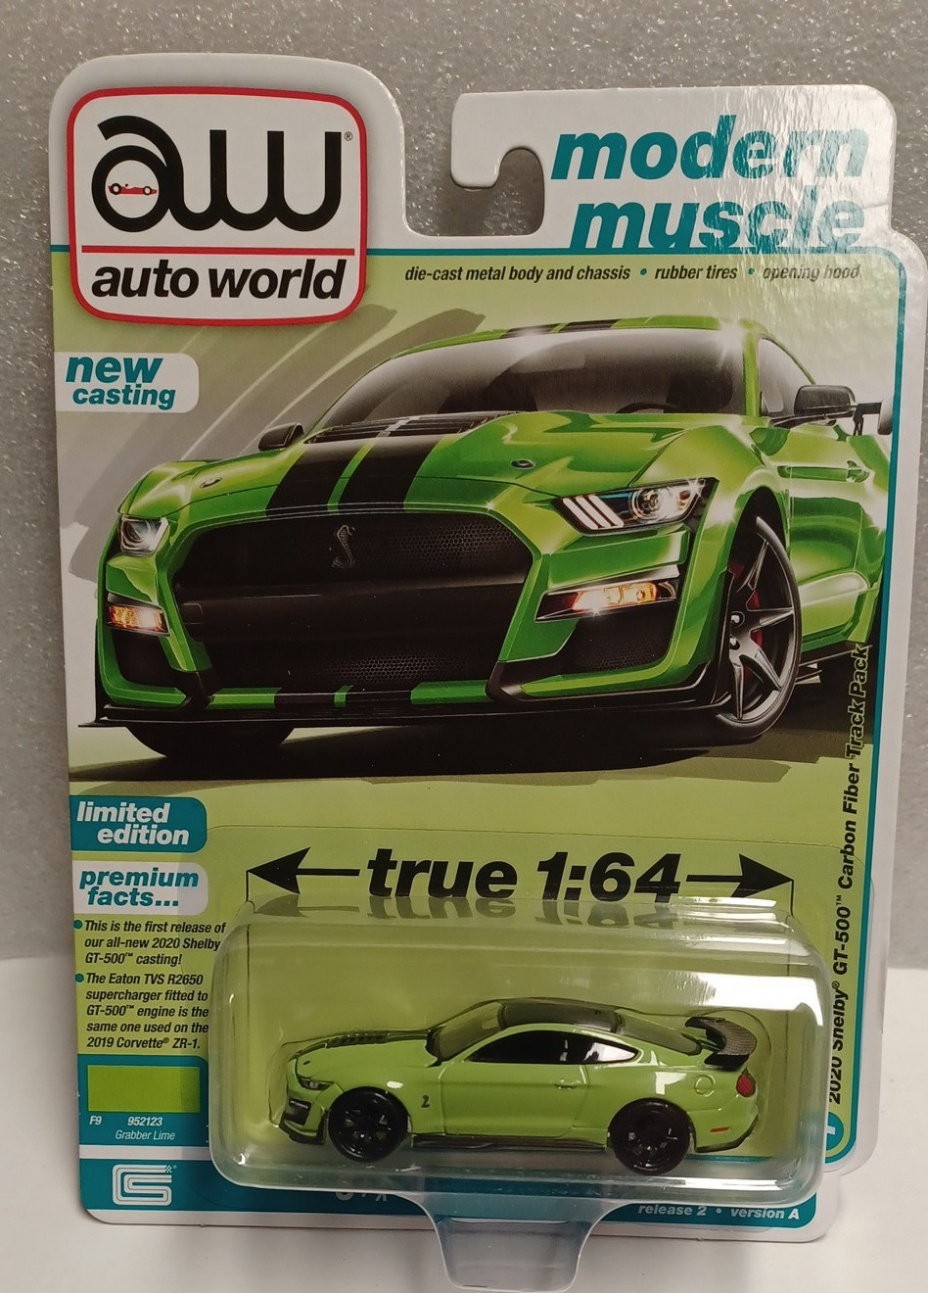 aw®
auto world
modern
muscle
die-cast metal body and chassis • rubber tires • opening hood
new
casting
limited
edition
true 1:64
premium
facts...
• This is the first release of
our all-new 2020 Shelby
GT-500™ casting!
• The Eaton TVS R2650
supercharger fitted to
GT-500™ engine is the
same one used on the
2019 Corvette® ZR-1.
2020 Shelby® GT-500™ Carbon Fiber Track Pack
F9 952123
Grabber Lime
release 2 • version A